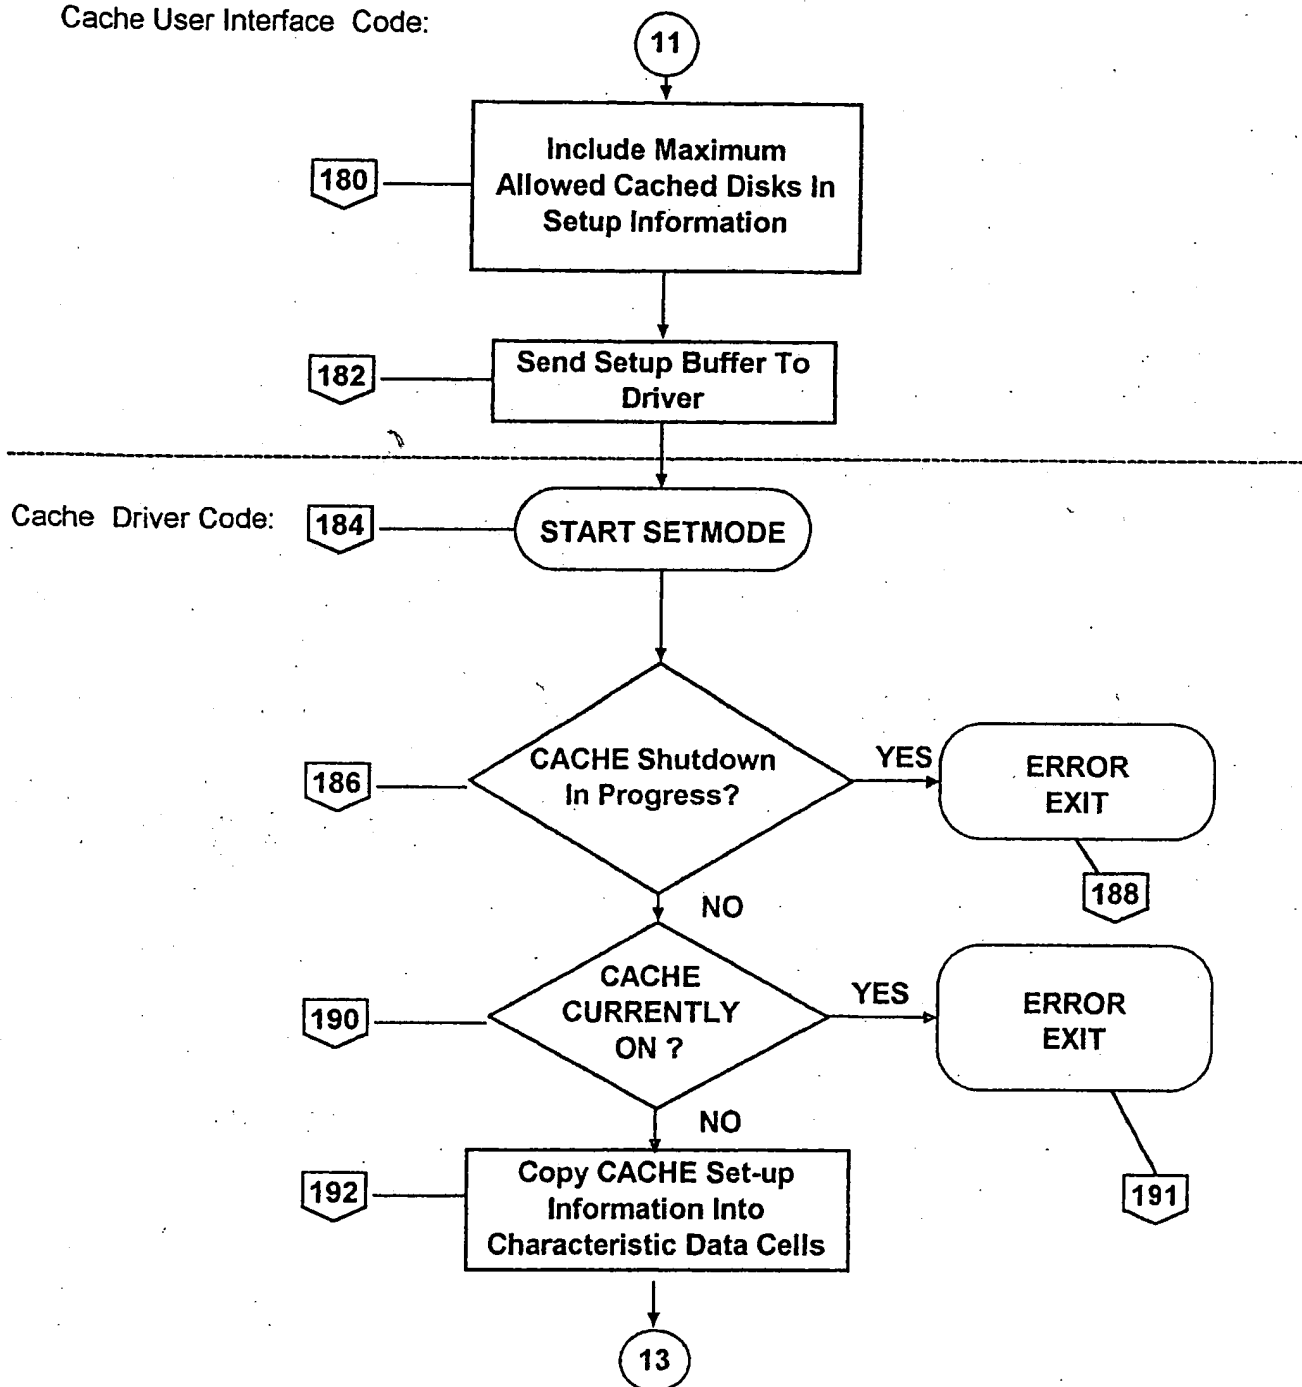 Cache User Interface Code:
11
Include Maximum
Allowed Cached Disks In
Setup Information
180
Send Setup Buffer To
Driver
182
Cache Driver Code:
184
START SETMODE
CACHE Shutdown
In Progress?
186
YES
ERROR
EXIT
188
NO
CACHE
CURRENTLY
ON ?
190
YES
ERROR
EXIT
191
NO
Copy CACHE Set-up
Information Into
Characteristic Data Cells
192
13